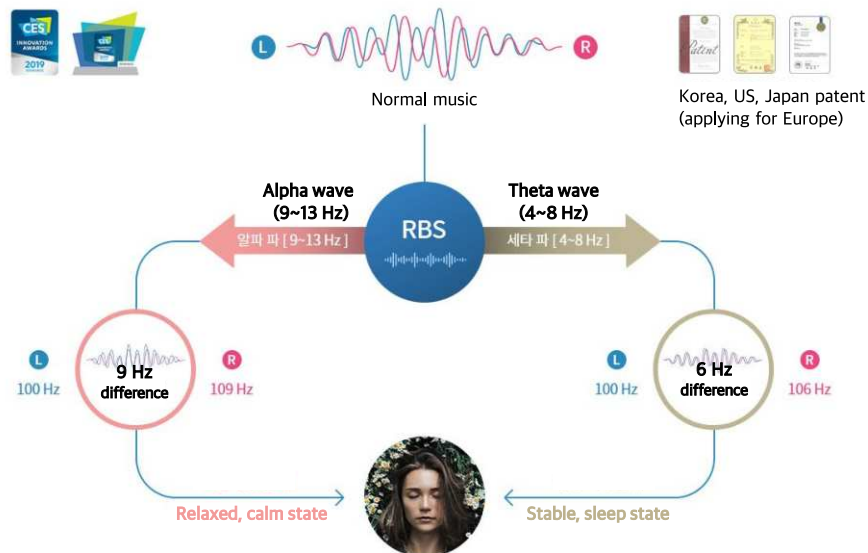 CES
INNOVATION
AWARDS
2019
L
R
Normal music
Patent
Korea, US, Japan patent
(applying for Europe)
Alpha wave
(9~13 Hz)
Theta wave
(4~8 Hz)
알파 파 [ 9~13 Hz ]
RBS
세타 파 [ 4~8 Hz ]
L
100 Hz
9 Hz
difference
R
109 Hz
L
100 Hz
6 Hz
difference
R
106 Hz
Relaxed, calm state
Stable, sleep state